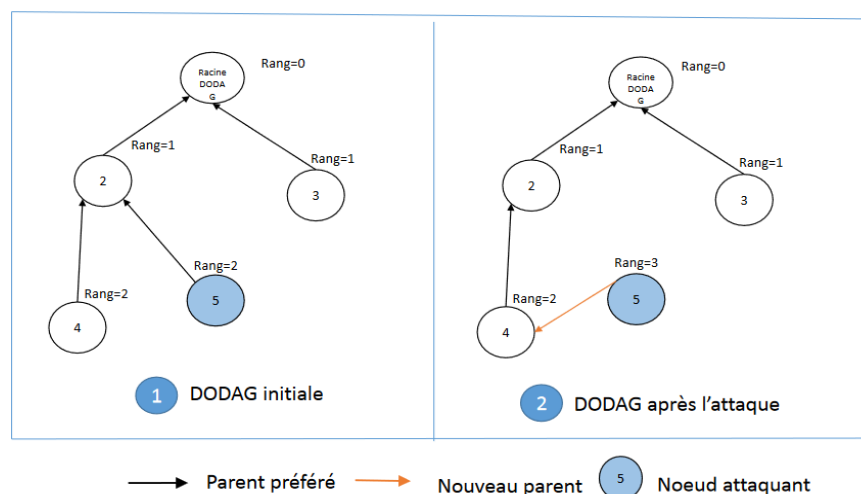 Racine
DODA
G
Rang=0
Rang=1
2
Rang=1
3
Rang=2
5
Rang=2
4
1
DODAG initiale
Racine
DODA
G
Rang=0
Rang=1
2
Rang=1
3
Rang=3
5
Rang=2
4
2
DODAG après l'attaque
Parent préféré
Nouveau parent
5
Noeud attaquant